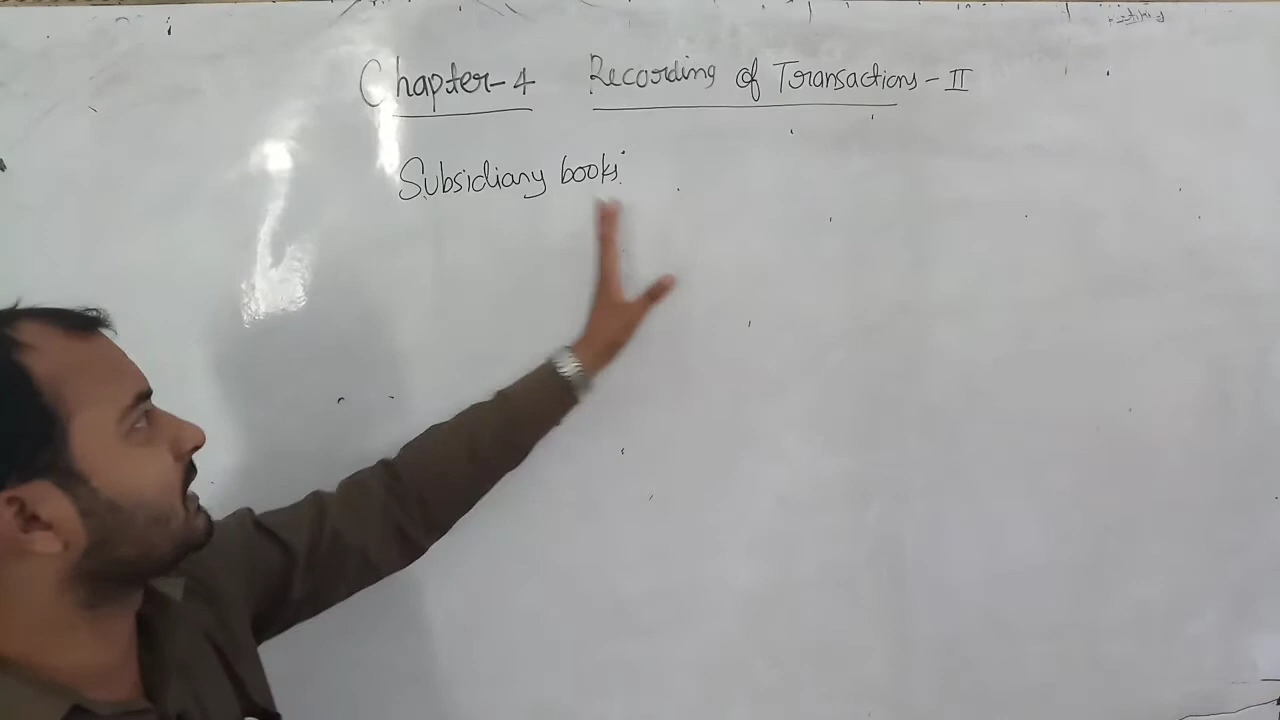 Chapter-4 Recording of Transactions - II
Subsidiary books